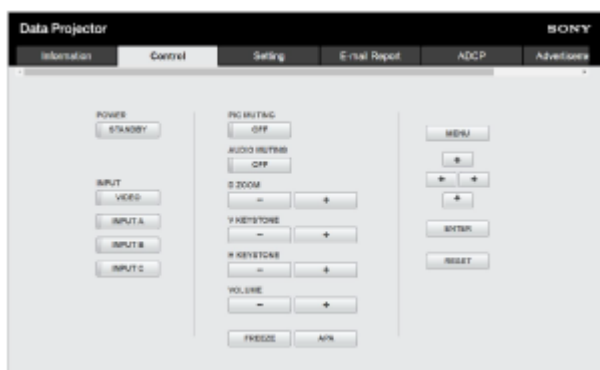 Data Projector
SONY
Information Control Setting E-mail Report ADCP Advertiseme
POWER
STANDBY
INPUT
VIDEO
INPUT A
INPUT B
INPUT C
PIC MUTING
OFF
AUDIO MUTING
OFF
D ZOOM
- +
V KEYSTONE
- +
H KEYSTONE
- +
VOLUME
- +
FREEZE APA
MENU
ENTER
RESET